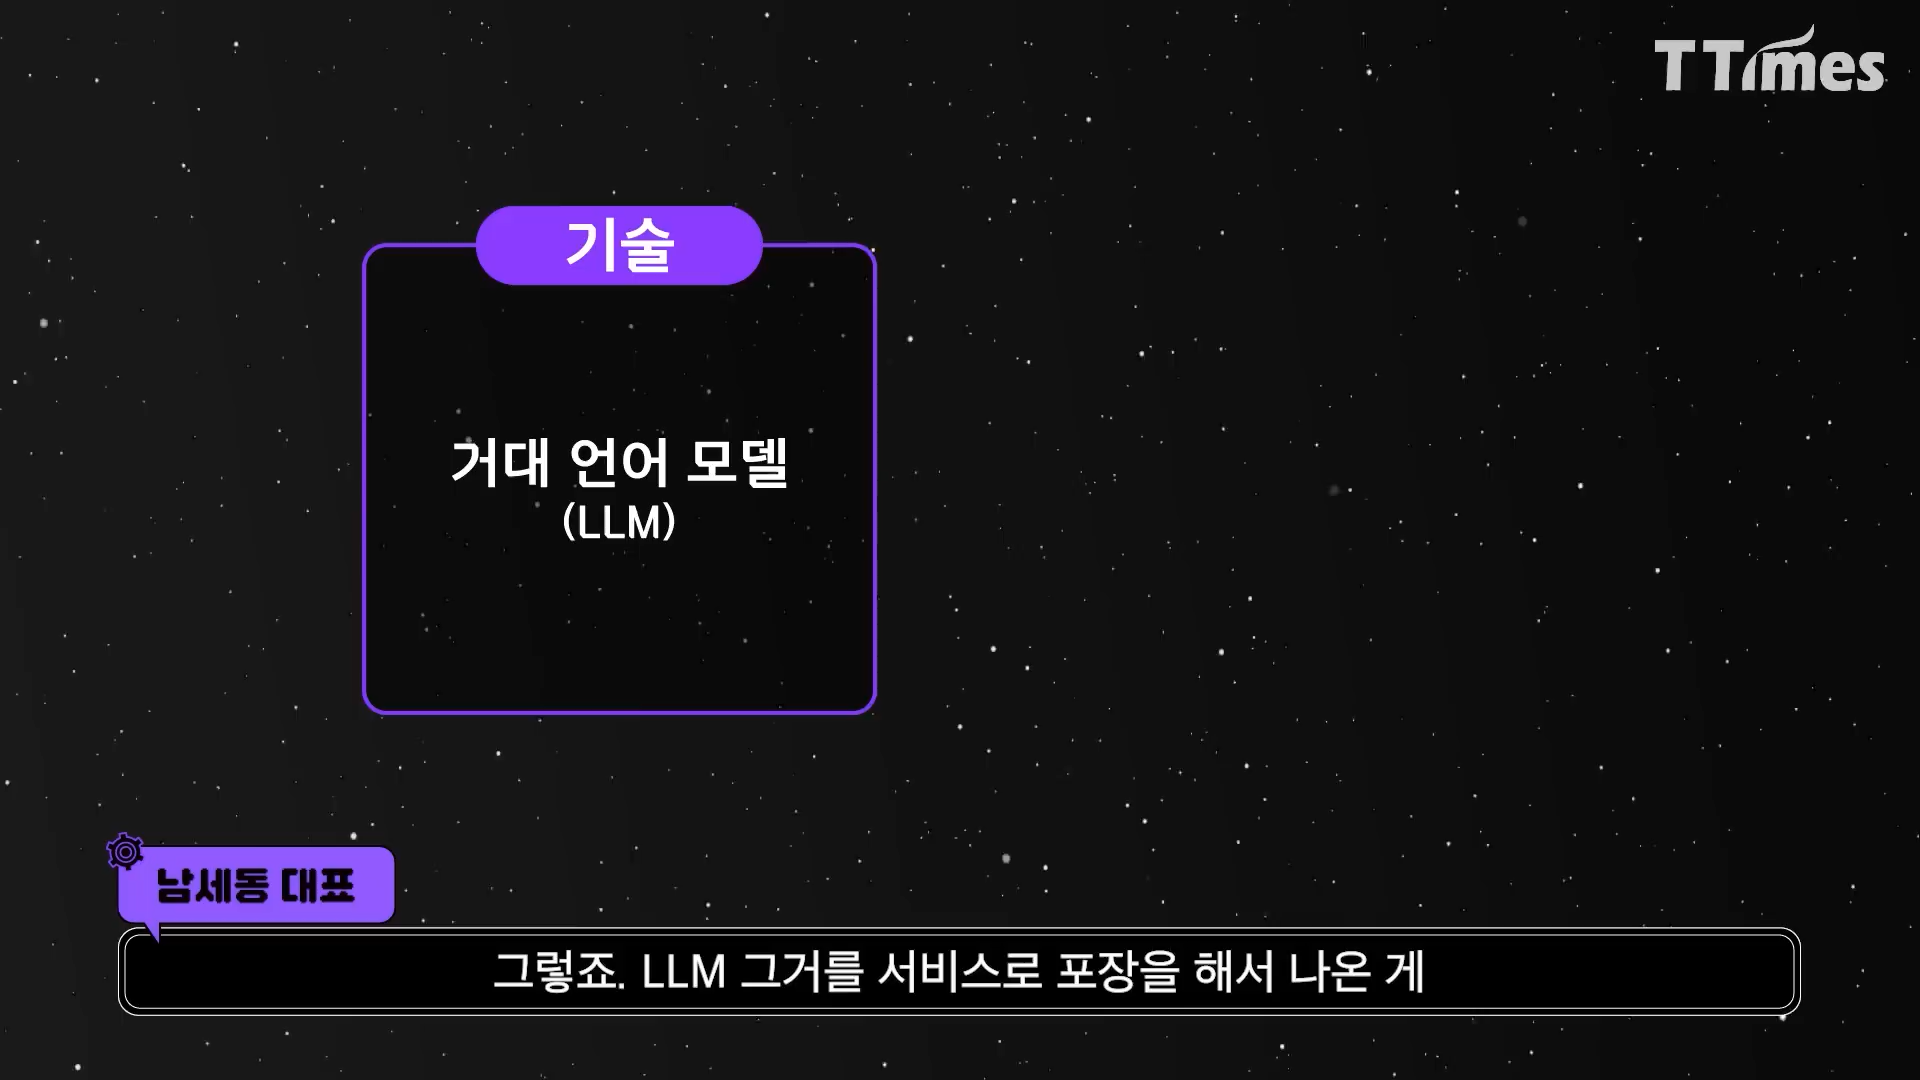 TTimes
기술
거대 언어 모델
(LLM)
남세동 대표
그렇죠. LLM 그거를 서비스로 포장을 해서 나온 게